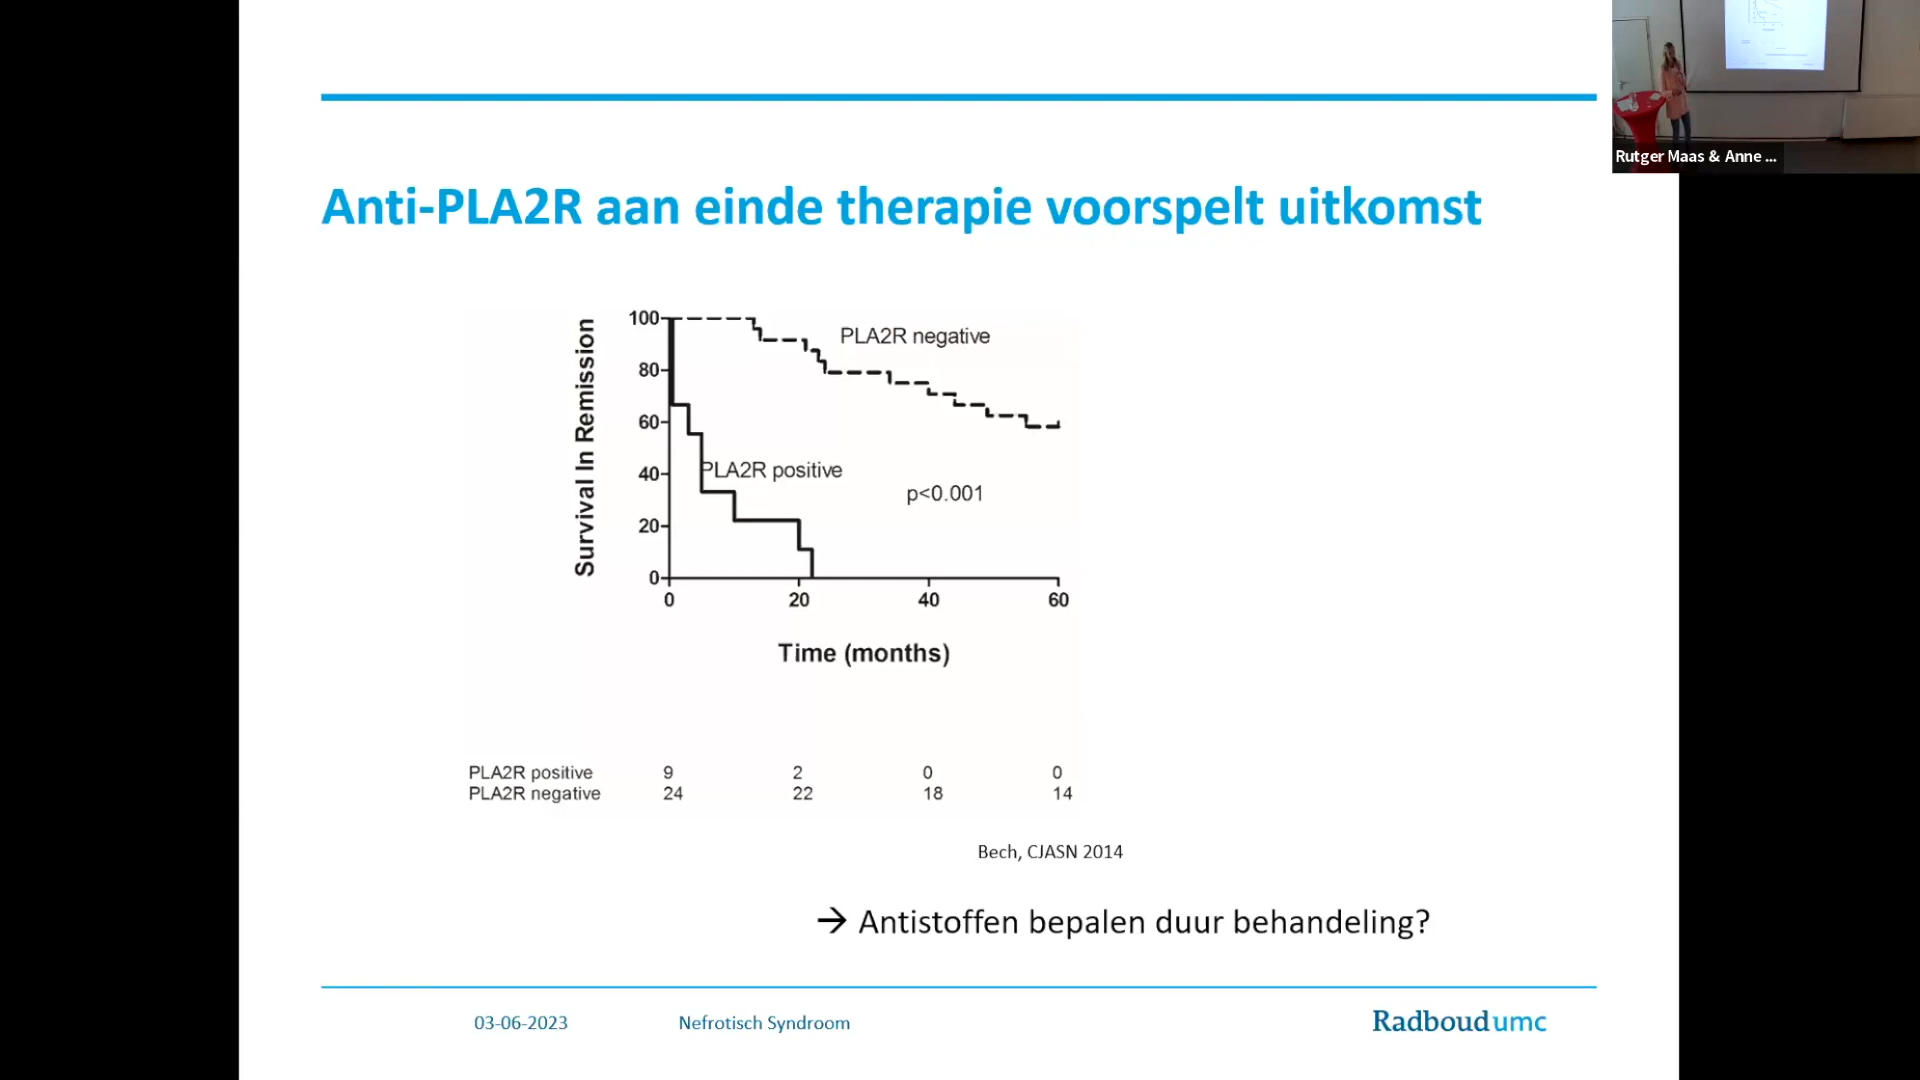 Rutger Maas & Anne ...
Anti-PLA2R aan einde therapie voorspelt uitkomst
Survival In Remission
100
80
60
40
20
0
PLA2R negative
PLA2R positive
p<0.001
0 20 40 60
Time (months)
PLA2R positive 9 2 0 0
PLA2R negative 24 22 18 14
Bech, CJASN 2014
→ Antistoffen bepalen duur behandeling?
03-06-2023 Nefrotisch Syndroom Radboudumc